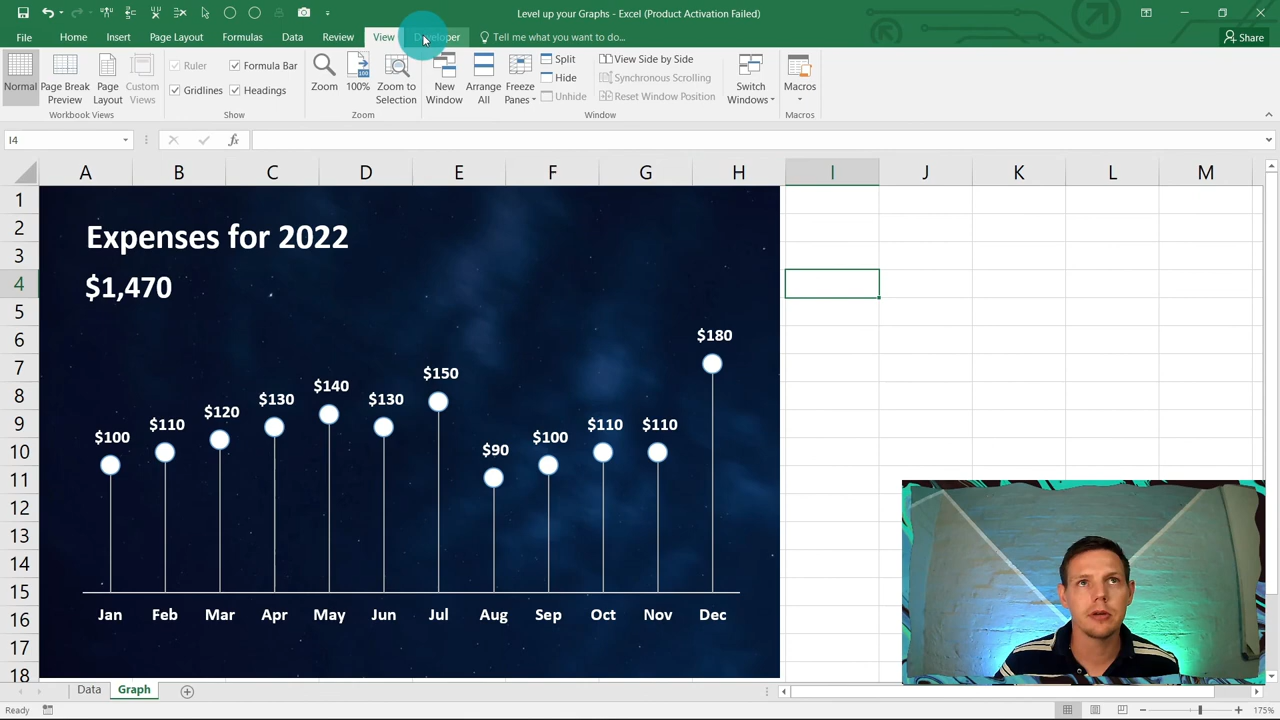 Level up your Graphs - Excel (Product Activation Failed)
File Home Insert Page Layout Formulas Data Review View Developer Tell me what you want to do... Share
Normal
Page Break Preview
Page Layout
Custom Views
Workbook Views
Ruler
Formula Bar
Gridlines
Headings
Show
Zoom
100
100%
Zoom to Selection
Zoom
New Window
Arrange All
Freeze Panes
Split
Hide
Unhide
View Side by Side
Synchronous Scrolling
Reset Window Position
Switch Windows
Window
Macros
Macros
I4
fx
A B C D E F G H I J K L M
1
2
3
4
5
6
7
8
9
10
11
12
13
14
15
16
17
18
Expenses for 2022
$1,470
$100 $110 $120 $130 $140 $130 $150 $90 $100 $110 $110 $180
Jan Feb Mar Apr May Jun Jul Aug Sep Oct Nov Dec
Data Graph
Ready
175%